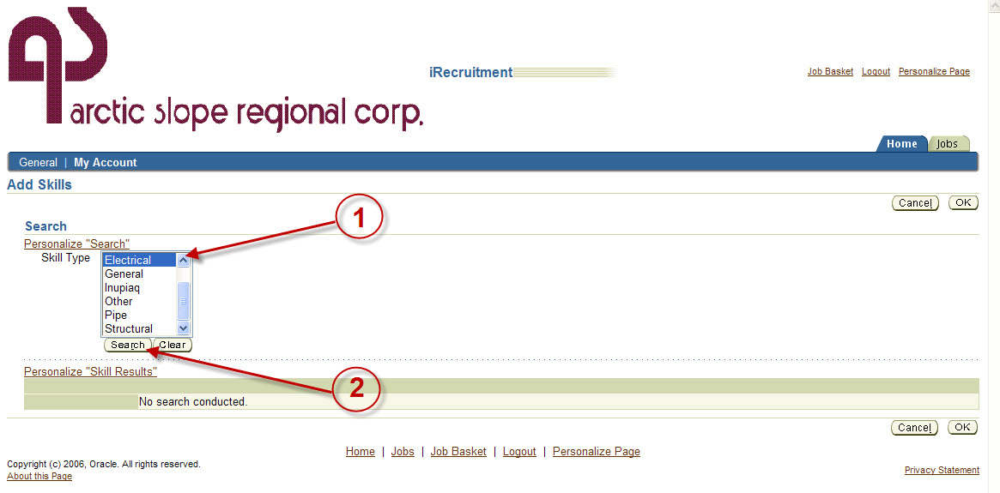 arctic slope regional corp.
iRecruitment
Job Basket Logout Personalize Page
Home Jobs
General | My Account
Add Skills
Cancel OK
1
Search
Personalize "Search"
Skill Type
Electrical
General
Inupiaq
Other
Pipe
Structural
Search Clear
Personalize "Skill Results"
2
No search conducted.
Cancel OK
Home | Jobs | Job Basket | Logout | Personalize Page
Copyright (c) 2006, Oracle. All rights reserved.
About this Page
Privacy Statement